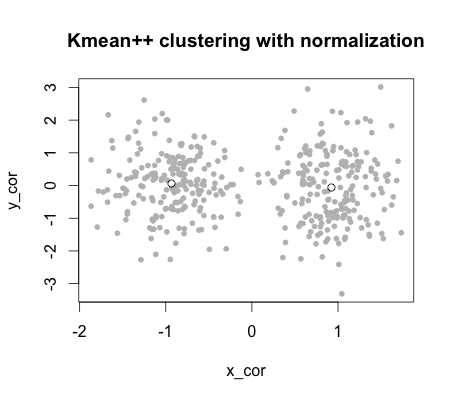 Kmean++ clustering with normalization
y_cor
3
2
1
0
-1
-2
-3
-2 -1 0 1
x_cor